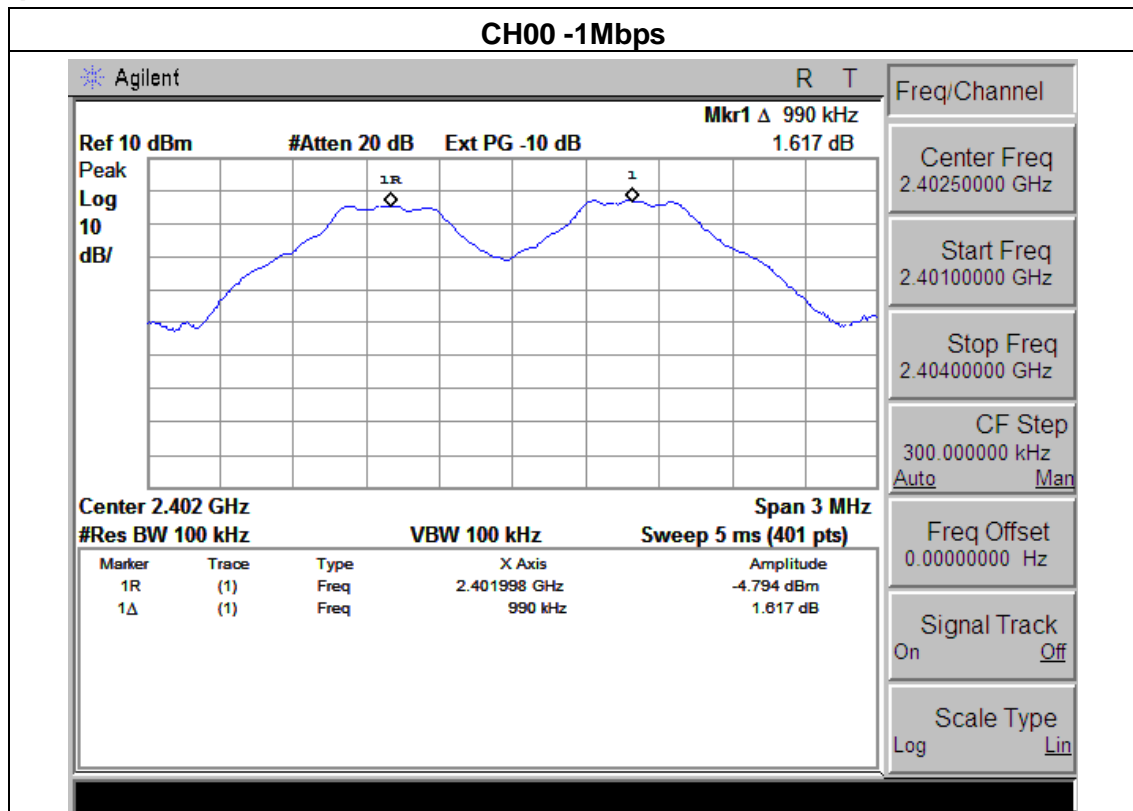 CH00 -1Mbps
Agilent R T
Mkr1 Δ 990 kHz
Ref 10 dBm #Atten 20 dB Ext PG -10 dB 1.617 dB
Peak
Log
10
dB/
1R
1
Center 2.402 GHz Span 3 MHz
#Res BW 100 kHz VBW 100 kHz Sweep 5 ms (401 pts)
Marker Trace Type X Axis Amplitude
1R (1) Freq 2.401998 GHz -4.794 dBm
1Δ (1) Freq 990 kHz 1.617 dB
Freq/Channel
Center Freq
2.40250000 GHz
Start Freq
2.40100000 GHz
Stop Freq
2.40400000 GHz
CF Step
300.000000 kHz
Auto Man
Freq Offset
0.00000000 Hz
Signal Track
On Off
Scale Type
Log Lin